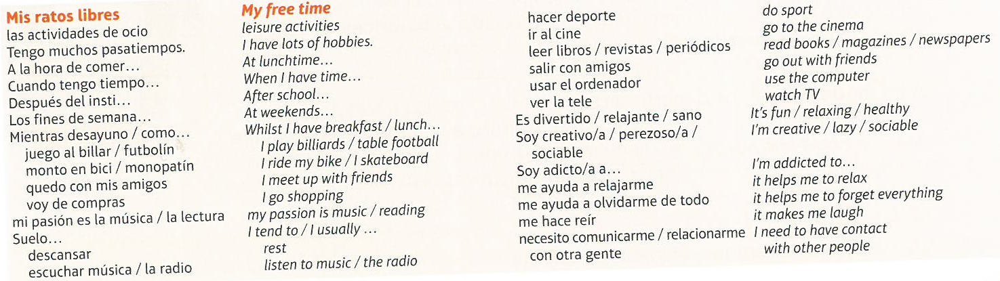 Mis ratos libres
las actividades de ocio
Tengo muchos pasatiempos.
A la hora de comer...
Cuando tengo tiempo...
Después del insti...
Los fines de semana...
Mientras desayuno / como...
juego al billar / futbolín
monto en bici / monopatín
quedo con mis amigos
voy de compras
mi pasión es la música / la lectura
Suelo...
descansar
escuchar música / la radio
My free time
leisure activities
I have lots of hobbies.
At lunchtime...
When I have time...
After school...
At weekends...
Whilst I have breakfast / lunch...
I play billiards / table football
I ride my bike / I skateboard
I meet up with friends
I go shopping
my passion is music / reading
I tend to / I usually ...
rest
listen to music / the radio
hacer deporte
ir al cine
leer libros / revistas / periódicos
salir con amigos
usar el ordenador
ver la tele
Es divertido / relajante / sano
Soy creativo/a / perezoso/a /
sociable
Soy adicto/a a...
me ayuda a relajarme
me ayuda a olvidarme de todo
me hace reír
necesito comunicarme / relacionarme
con otra gente
do sport
go to the cinema
read books / magazines / newspapers
go out with friends
use the computer
watch TV
It's fun / relaxing / healthy
I'm creative / lazy / sociable
I'm addicted to...
it helps me to relax
it helps me to forget everything
it makes me laugh
I need to have contact
with other people